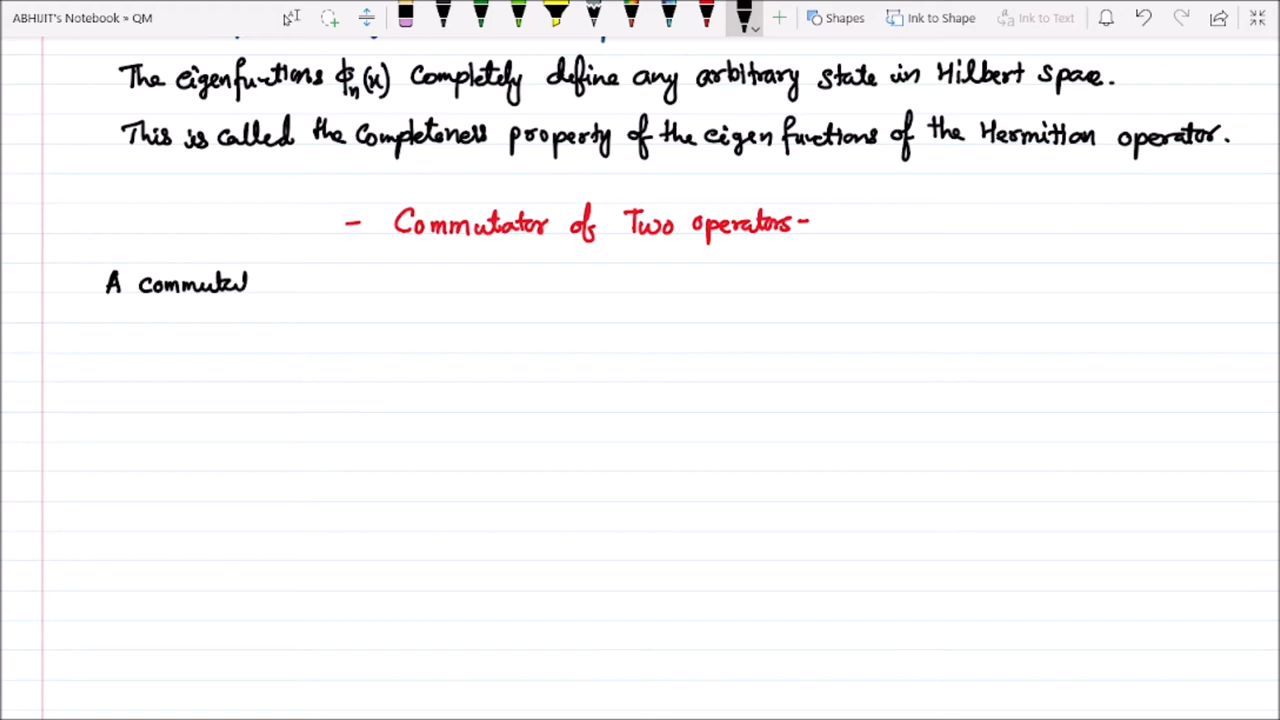 ABHIJIT's Notebook » QM
Shapes
Ink to Shape
Ink to Text
The eigenfunctions ϕn(x) completely define any arbitrary state in Hilbert space.
This is called the completeness property of the eigen functions of the Hermitian operator.
- Commutator of Two operators-
A commutat